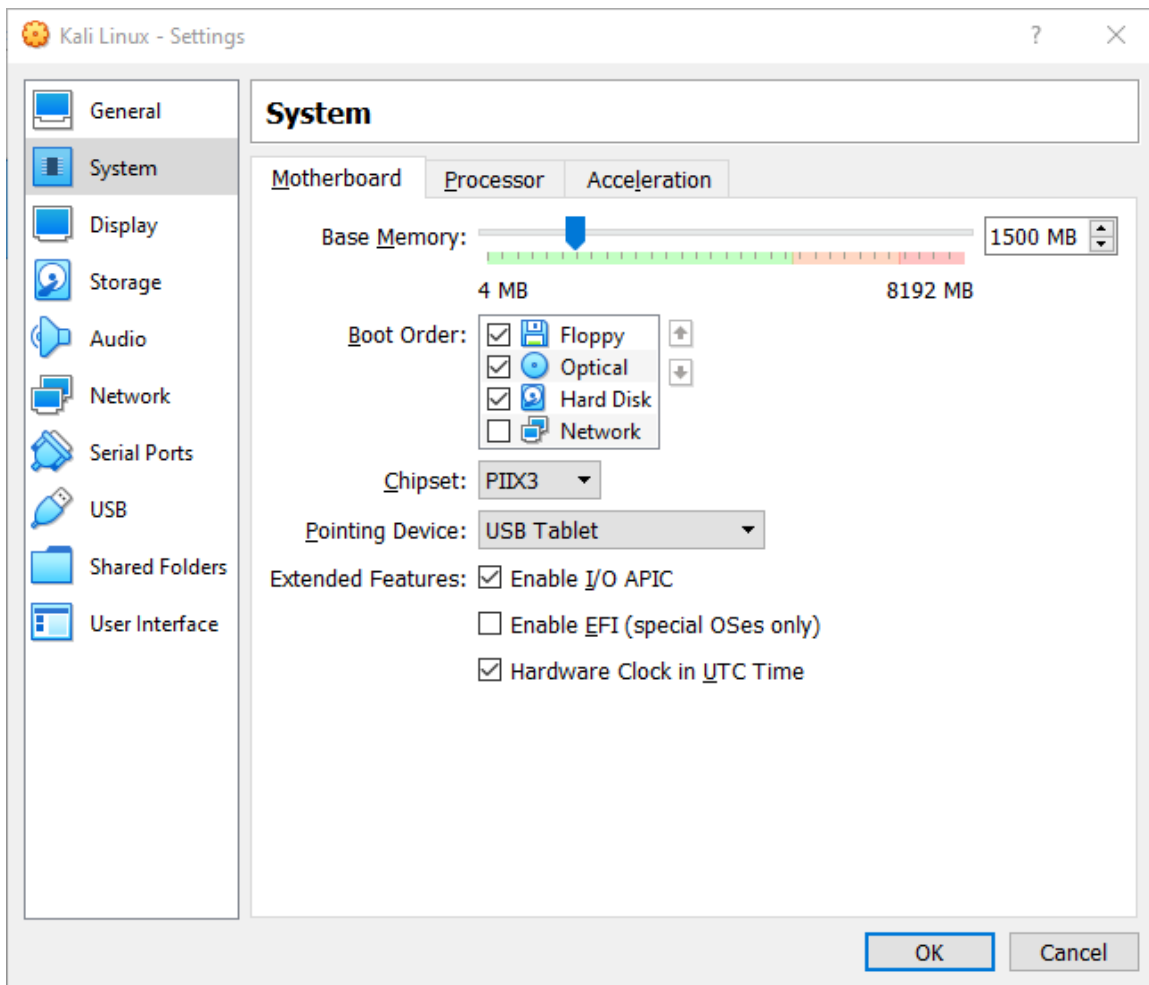 Kali Linux - Settings
General
System
Display
Storage
Audio
Network
Serial Ports
USB
Shared Folders
User Interface
System
Motherboard Processor Acceleration
Base Memory: 1500 MB
4 MB 8192 MB
Boot Order: Floppy
Optical
Hard Disk
Network
Chipset: PIIX3
Pointing Device: USB Tablet
Extended Features: Enable I/O APIC
Enable EFI (special OSes only)
Hardware Clock in UTC Time
OK Cancel